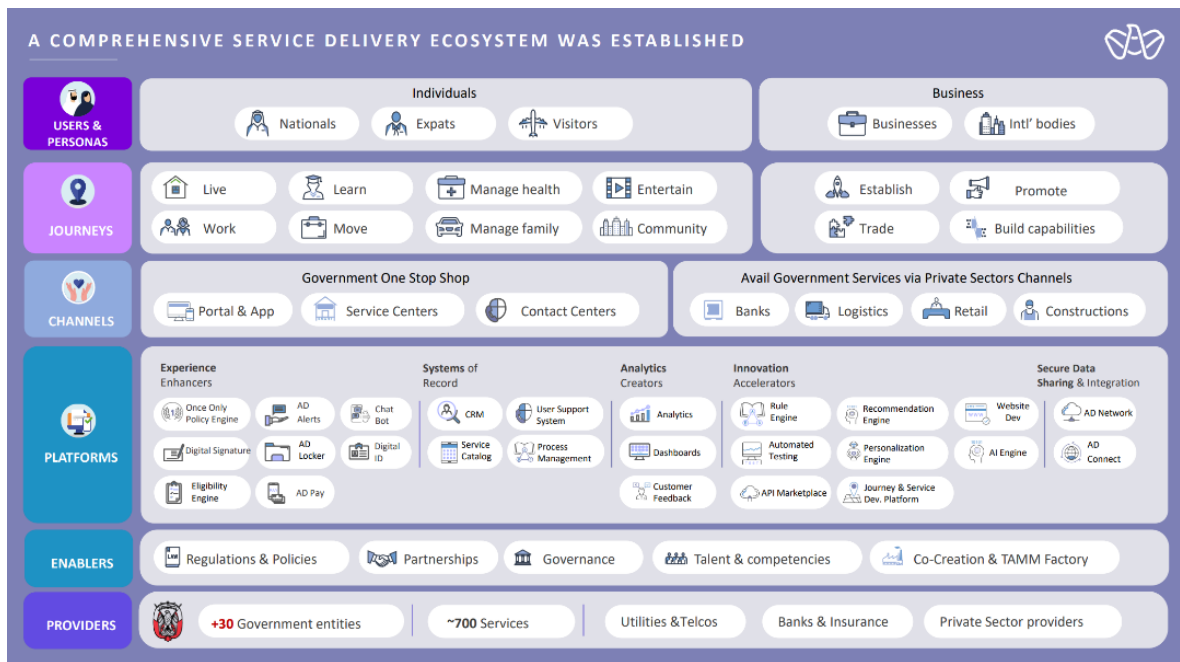 A COMPREHENSIVE SERVICE DELIVERY ECOSYSTEM WAS ESTABLISHED
USERS &
PERSONAS
Individuals
Nationals
Expats
Visitors
Business
Businesses
Intl' bodies
JOURNEYS
Live
Learn
Manage health
Entertain
Work
Move
Manage family
Community
Establish
Promote
Trade
Build capabilities
CHANNELS
Government One Stop Shop
Portal & App
Service Centers
Contact Centers
Avail Government Services via Private Sectors Channels
Banks
Logistics
Retail
Constructions
PLATFORMS
Experience
Enhancers
Once Only
Policy Engine
AD
Alerts
Chat
Bot
Digital Signature
AD
Locker
Digital
ID
Eligibility
Engine
AD Pay
Systems of
Record
CRM
User Support
System
Service
Catalog
Process
Management
Analytics
Creators
Analytics
Dashboards
Customer
Feedback
Innovation
Accelerators
Rule
Engine
Recommendation
Engine
Website
Dev
Automated
Testing
Personalization
Engine
AI Engine
API Marketplace
Journey & Service
Dev. Platform
Secure Data
Sharing & Integration
AD Network
AD
Connect
ENABLERS
LAW
Regulations & Policies
Partnerships
Governance
Talent & competencies
Co-Creation & TAMM Factory
PROVIDERS
+30 Government entities
~700 Services
Utilities &Telcos
Banks & Insurance
Private Sector providers